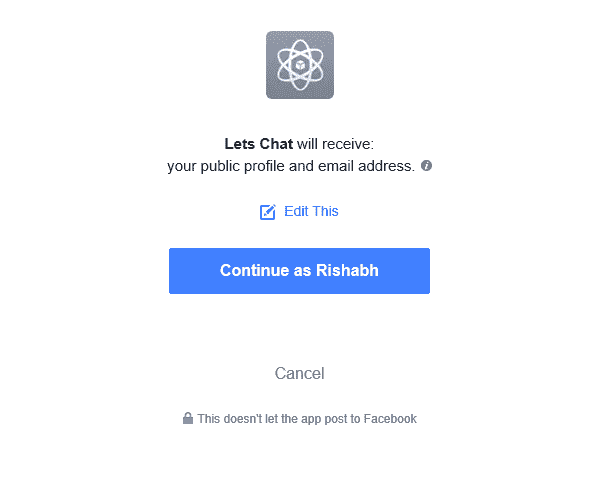 Lets Chat will receive:
your public profile and email address.
Edit This
Continue as Rishabh
Cancel
This doesn't let the app post to Facebook